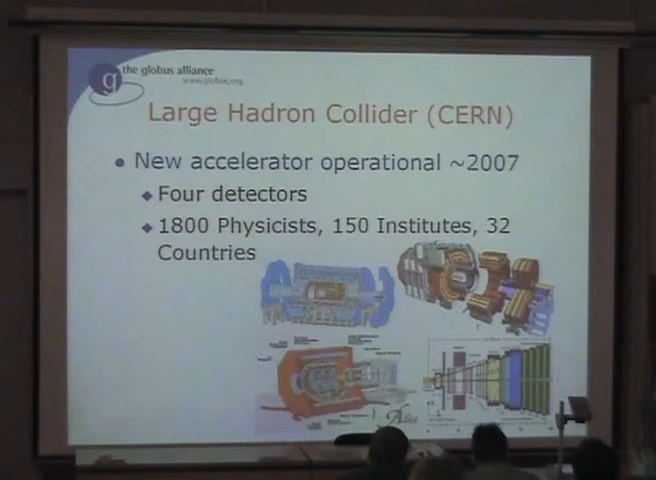 g
the globus alliance
www.globus.org
Large Hadron Collider (CERN)
• New accelerator operational ~2007
◆ Four detectors
◆ 1800 Physicists, 150 Institutes, 32
Countries
Alice